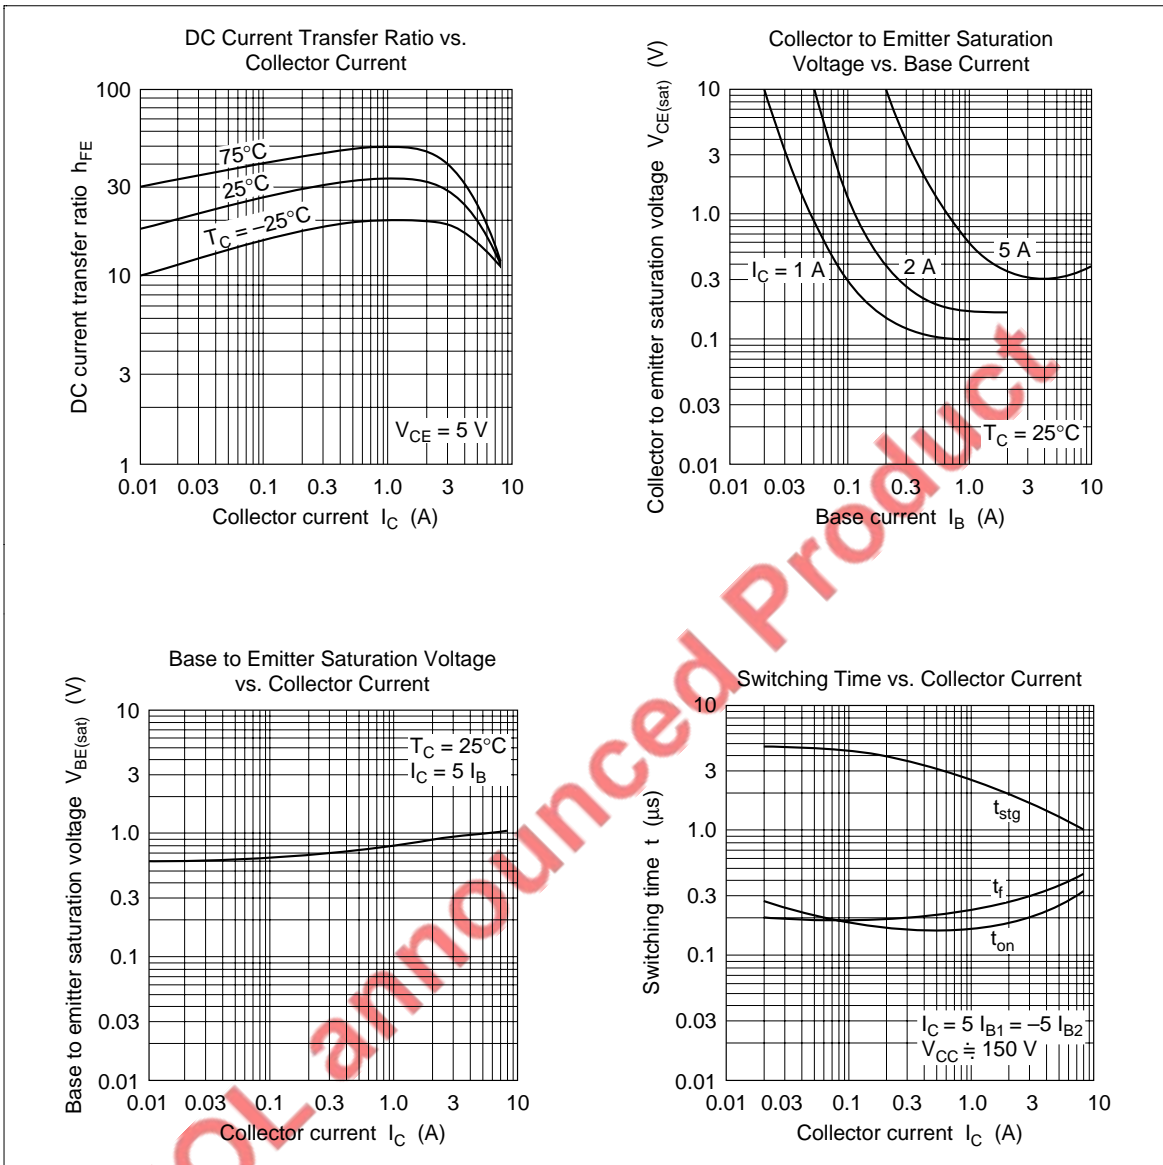 DC Current Transfer Ratio vs.
Collector Current
DC current transfer ratio hFE
100
30
10
3
1
75°C
25°C
TC = –25°C
VCE = 5 V
0.01 0.03 0.1 0.3 1.0 3 10
Collector current IC (A)
Collector to Emitter Saturation
Voltage vs. Base Current
Collector to emitter saturation voltage VCE(sat) (V)
10
3
1.0
0.3
0.1
0.03
0.01
IC = 1 A
2 A
5 A
TC = 25°C
0.01 0.03 0.1 0.3 1.0 3 10
Base current IB (A)
Base to Emitter Saturation Voltage
vs. Collector Current
Base to emitter saturation voltage VBE(sat) (V)
10
3
1.0
0.3
0.1
0.03
0.01
TC = 25°C
IC = 5 IB
0.01 0.03 0.1 0.3 1.0 3 10
Collector current IC (A)
Switching Time vs. Collector Current
Switching time t (µs)
10
3
1.0
0.3
0.1
0.03
0.01
tstg
tf
ton
IC = 5 IB1 = –5 IB2
VCC ≒ 150 V
0.01 0.03 0.1 0.3 1.0 3 10
Collector current IC (A)
OL announced Product